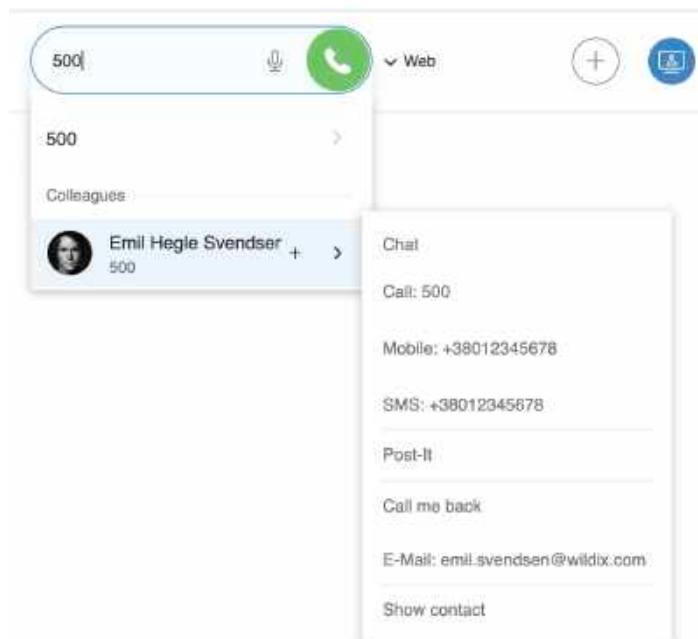 500
Web
500
Colleagues
Emil Hegle Svendser
500
Chat
Call: 500
Mobile: +38012345678
SMS: +38012345678
Post-It
Call me back
E-Mail: emil.svendsen@wildix.com
Show contact